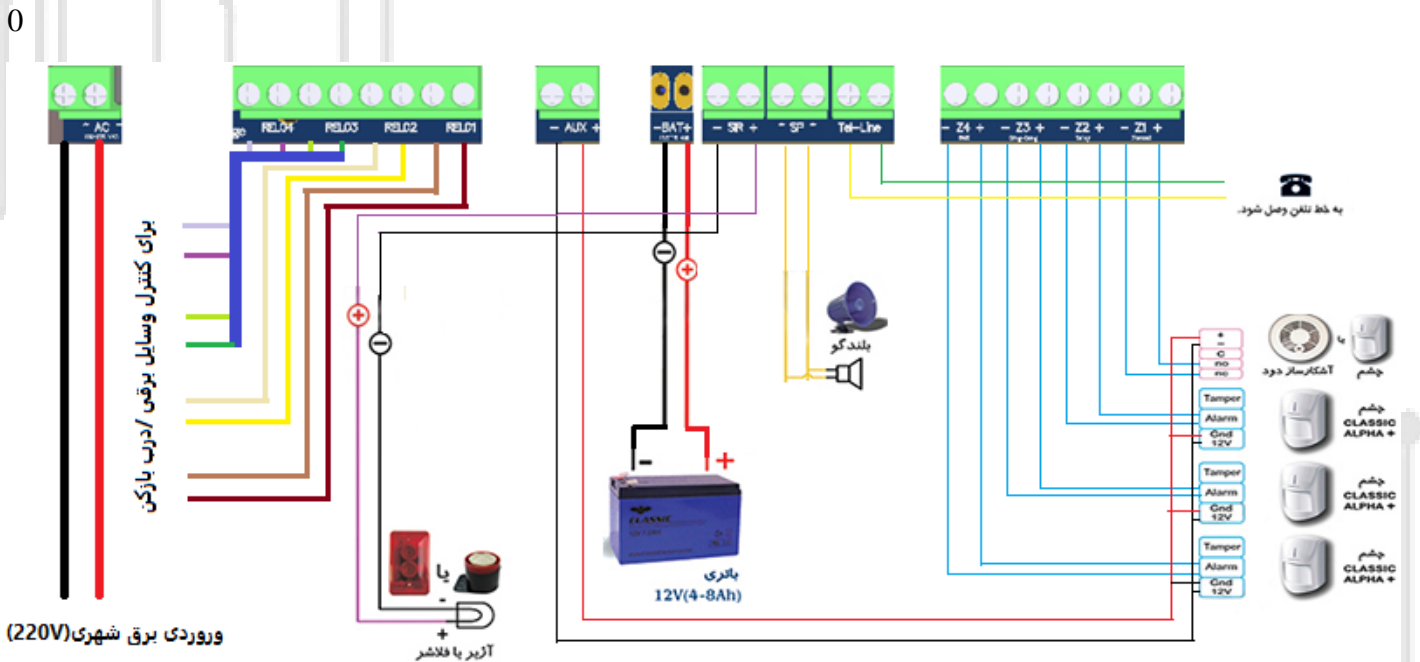 0
~ AC ~
RELO4 RELO3 RELO2 RELO1
- AUX +
-BAT+
- SIR +
~ SP ~
Tel-Line
- Z4 +
- Z3 +
- Z2 +
- Z1 +
به خط تلفن وصل شود.
برای کنترل وسایل برقی /درب بازکن
+
-
بلندگو
+
-
C
no
nc
یا
آشکارساز دود
چشم
Tamper
Alarm
Gnd
12V
چشم
CLASSIC
ALPHA +
Tamper
Alarm
Gnd
12V
چشم
CLASSIC
ALPHA +
Tamper
Alarm
Gnd
12V
چشم
CLASSIC
ALPHA +
- +
CLASSIC
باتری
12V(4-8Ah)
یا
-
+
آژیر یا فلاشر
وروردی برق شهری(220V)